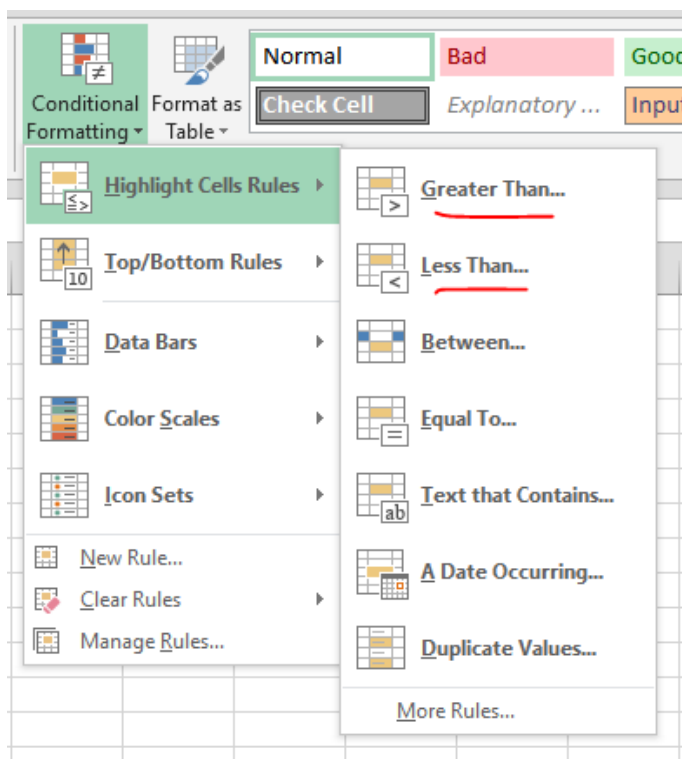 Normal
Bad
Good
Conditional
Formatting
Format as
Table
Check Cell
Explanatory ...
Input
Highlight Cells Rules
Top/Bottom Rules
10
Data Bars
Color Scales
Icon Sets
New Rule...
Clear Rules
Manage Rules...
Greater Than...
Less Than...
Between...
Equal To...
Text that Contains...
ab
A Date Occurring...
Duplicate Values...
More Rules...